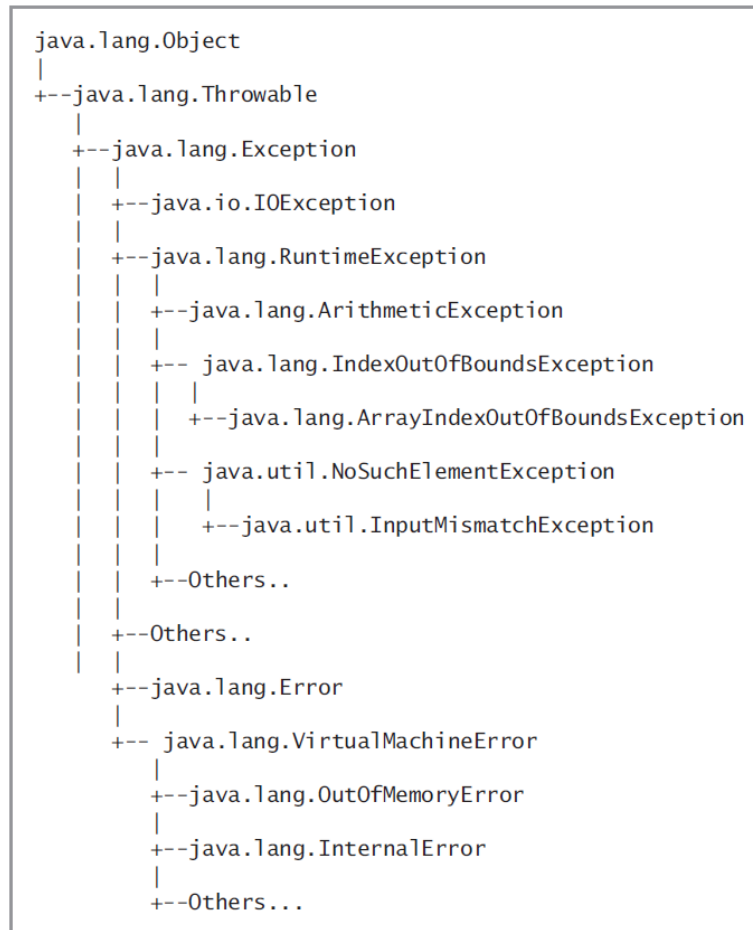 java.lang.Object
|
+--java.lang.Throwable
   |
   +--java.lang.Exception
   |  |
   |  +--java.io.IOException
   |  |
   |  +--java.lang.RuntimeException
   |  |  |
   |  |  +--java.lang.ArithmeticException
   |  |  |
   |  |  +-- java.lang.IndexOutOfBoundsException
   |  |  |  |
   |  |  |  +--java.lang.ArrayIndexOutOfBoundsException
   |  |  |
   |  |  +-- java.util.NoSuchElementException
   |  |  |   |
   |  |  |   +--java.util.InputMismatchException
   |  |  |
   |  |  +--Others..
   |  |
   |  +--Others..
   |  |
      +--java.lang.Error
      |
      +-- java.lang.VirtualMachineError
         |
         +--java.lang.OutOfMemoryError
         |
         +--java.lang.InternalError
         |
         +--Others...